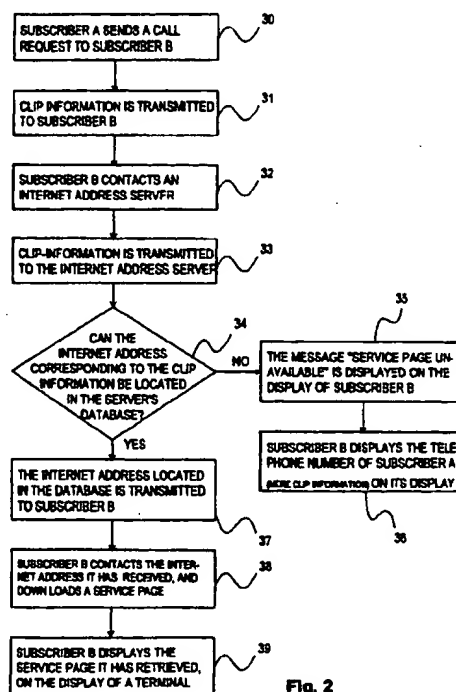 SUBSCRIBER A SENDS A CALL
REQUEST TO SUBSCRIBER B
30
CLIP INFORMATION IS TRANSMITTED
TO SUBSCRIBER B
31
SUBSCRIBER B CONTACTS AN
INTERNET ADDRESS SERVER
32
CLIP-INFORMATION IS TRANSMITTED
TO THE INTERNET ADDRESS SERVER
33
CAN THE
INTERNET ADDRESS
CORRESPONDING TO THE CLIP
INFORMATION BE LOCATED
IN THE SERVER'S
DATABASE?
34
NO
YES
35
THE MESSAGE "SERVICE PAGE UN-
AVAILABLE" IS DISPLAYED ON THE
DISPLAY OF SUBSCRIBER B
SUBSCRIBER B DISPLAYS THE TELE
PHONE NUMBER OF SUBSCRIBER A
(MERE CLIP INFORMATION) ON ITS DISPLAY
36
THE INTERNET ADDRESS LOCATED
IN THE DATABASE IS TRANSMITTED
TO SUBSCRIBER B
37
SUBSCRIBER B CONTACTS THE INTER-
NET ADDRESS IT HAS RECEIVED, AND
DOWN LOADS A SERVICE PAGE
38
SUBSCRIBER B DISPLAYS THE
SERVICE PAGE IT HAS RETRIEVED,
ON THE DISPLAY OF A TERMINAL
39
Fig. 2